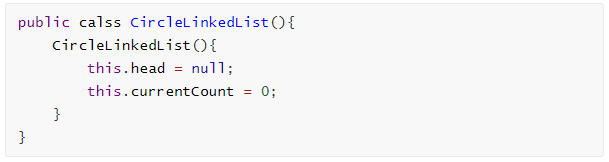 public calss CircleLinkedList(){
    CircleLinkedList(){
        this.head = null;
        this.currentCount = 0;
    }
}